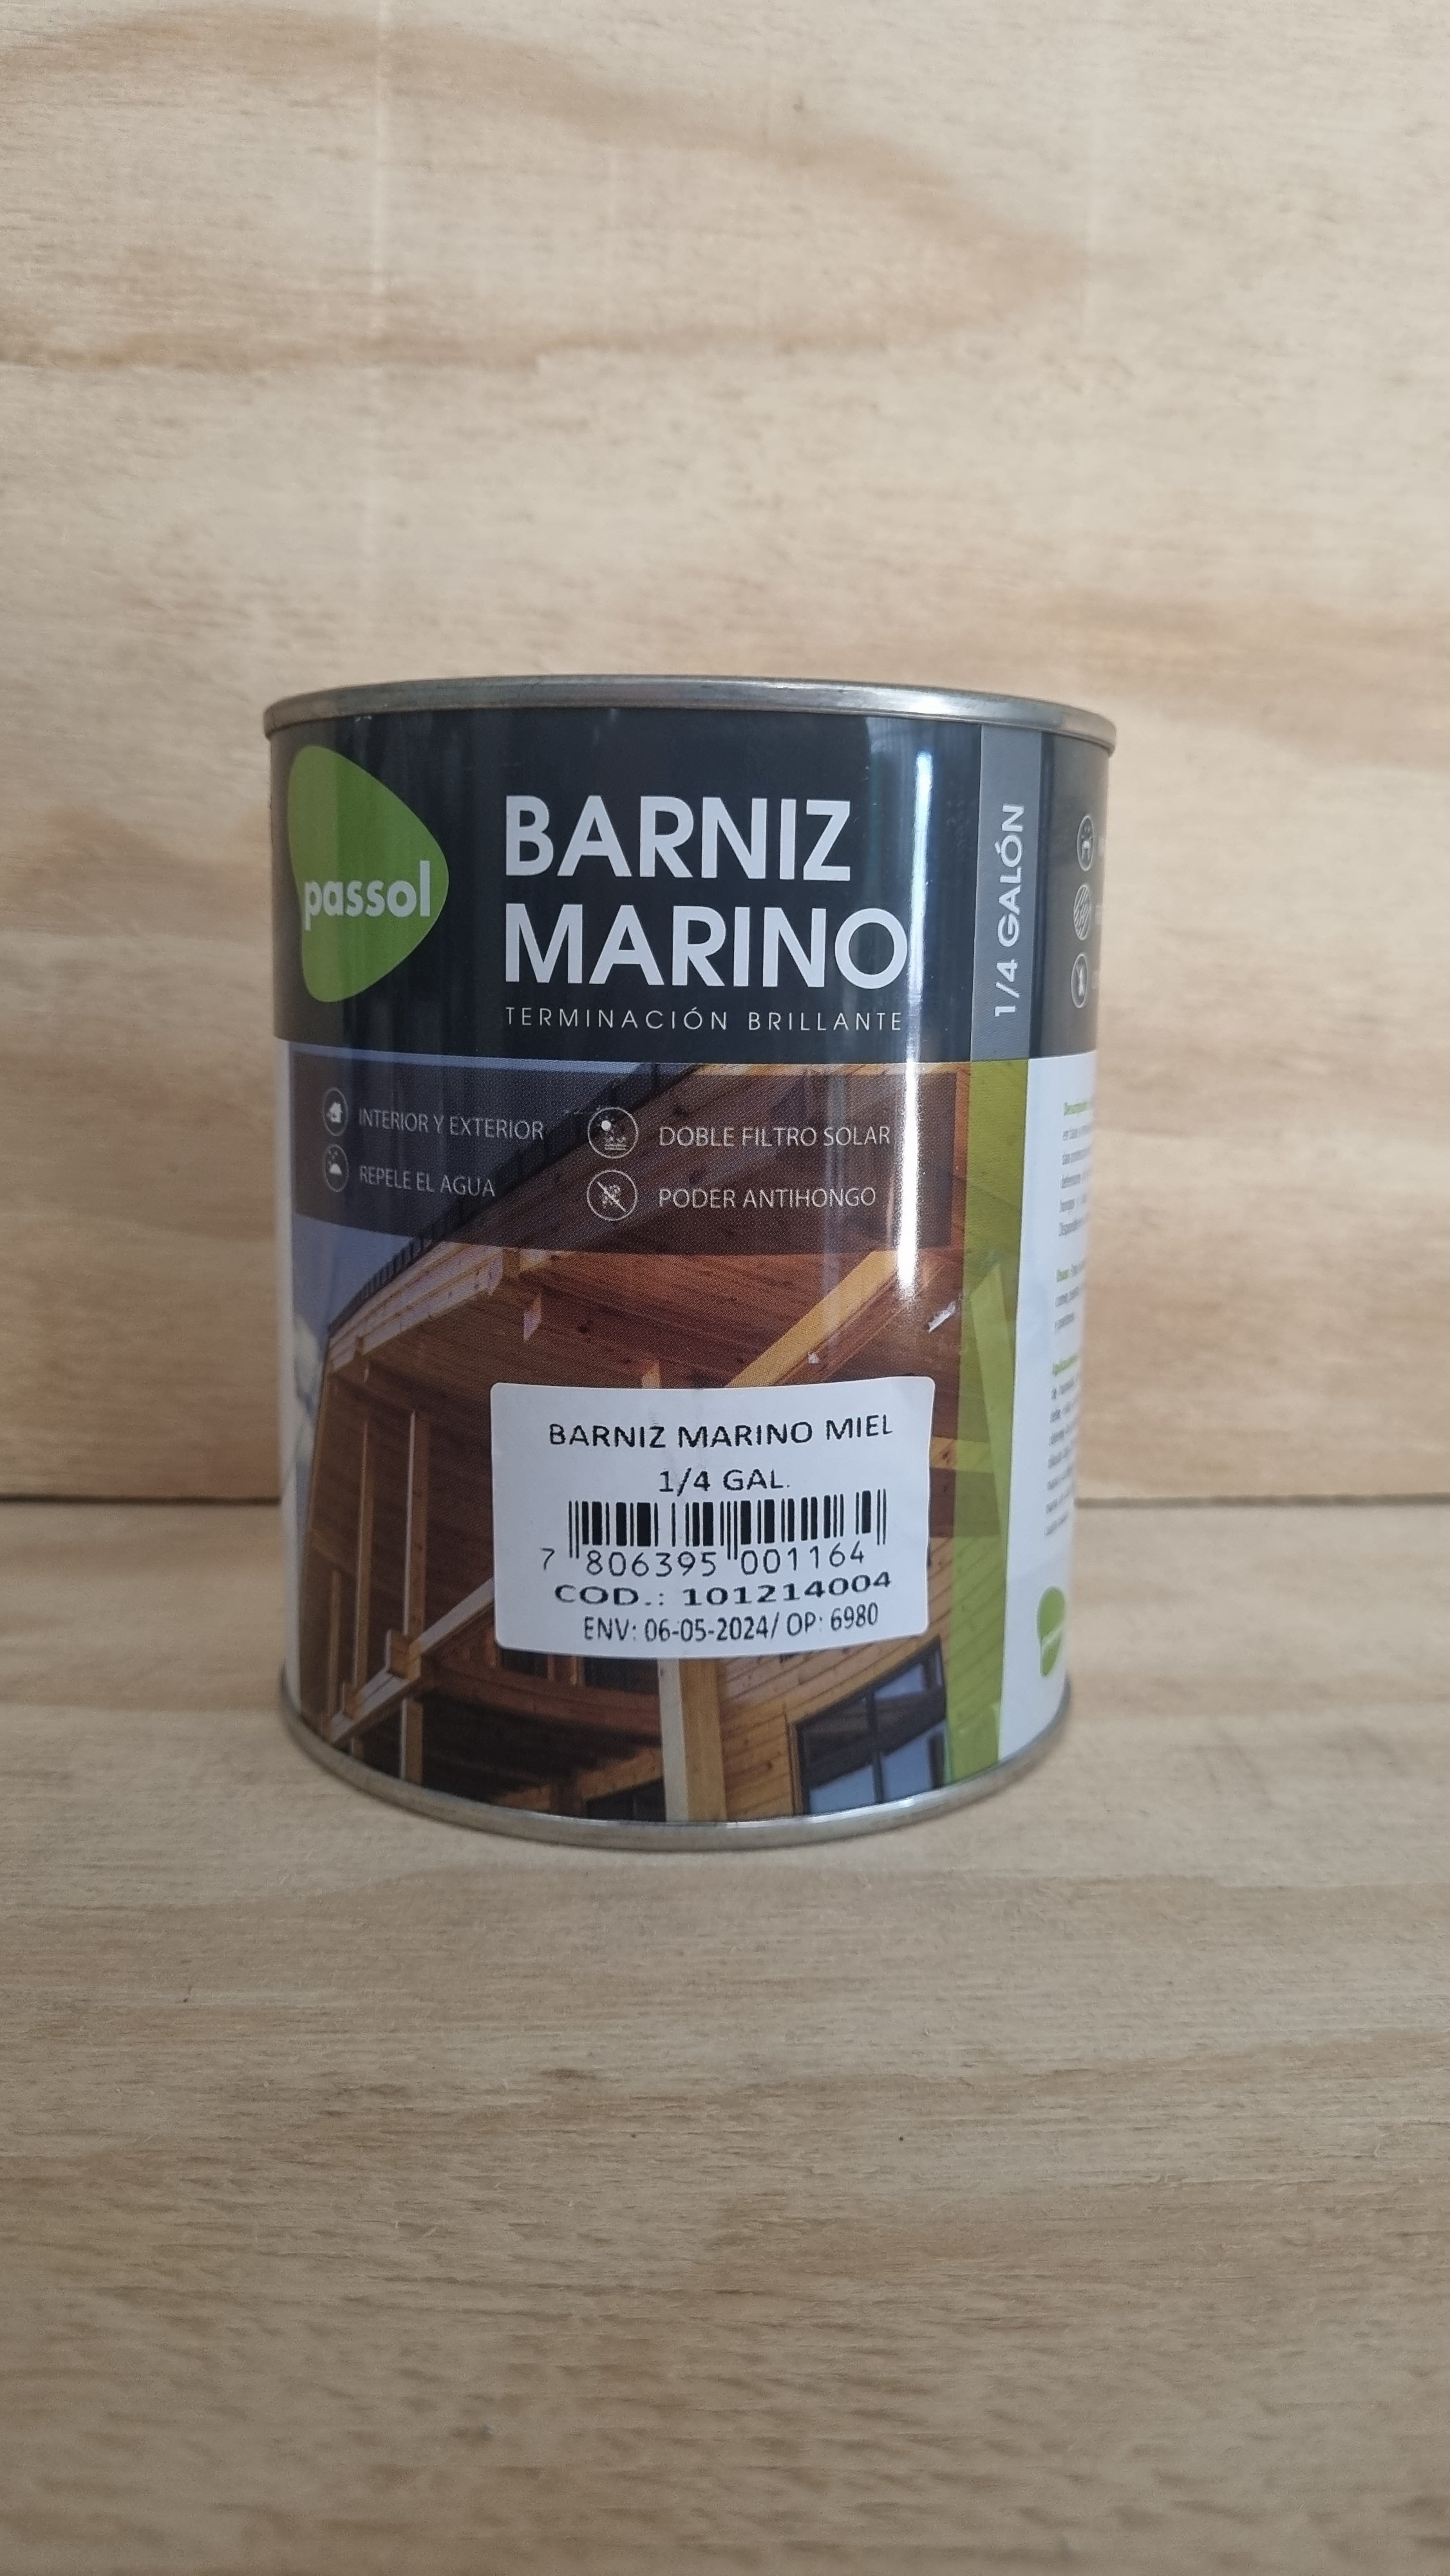 passol
BARNIZ
MARINO
TERMINACIÓN BRILLANTE
1/4 GALÓN
INTERIOR Y EXTERIOR
DOBLE FILTRO SOLAR
REPELE EL AGUA
PODER ANTIHONGO
BARNIZ MARINO MIEL
1/4 GAL.
7 806395 001164
COD.: 101214004
ENV: 06-05-2024/ OP: 6980